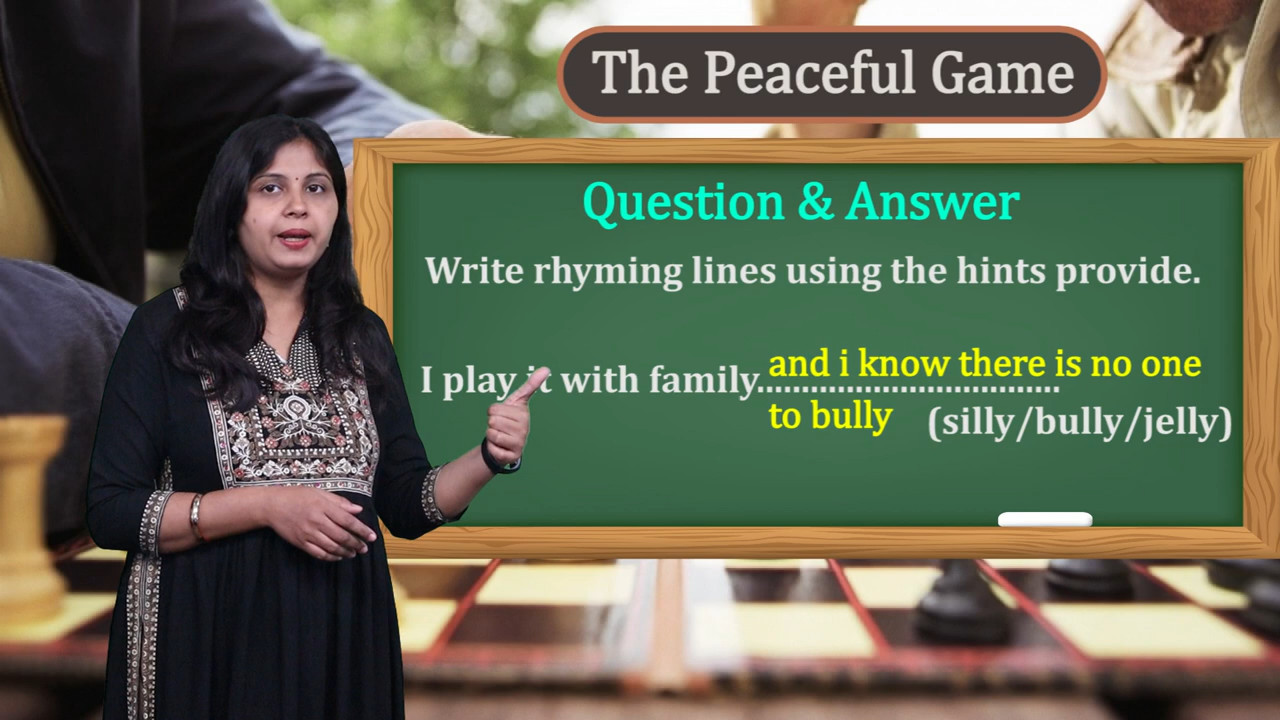 The Peaceful Game
Question & Answer
Write rhyming lines using the hints provide.
I play it with family.................................. and i know there is no one
to bully (silly/bully/jelly)